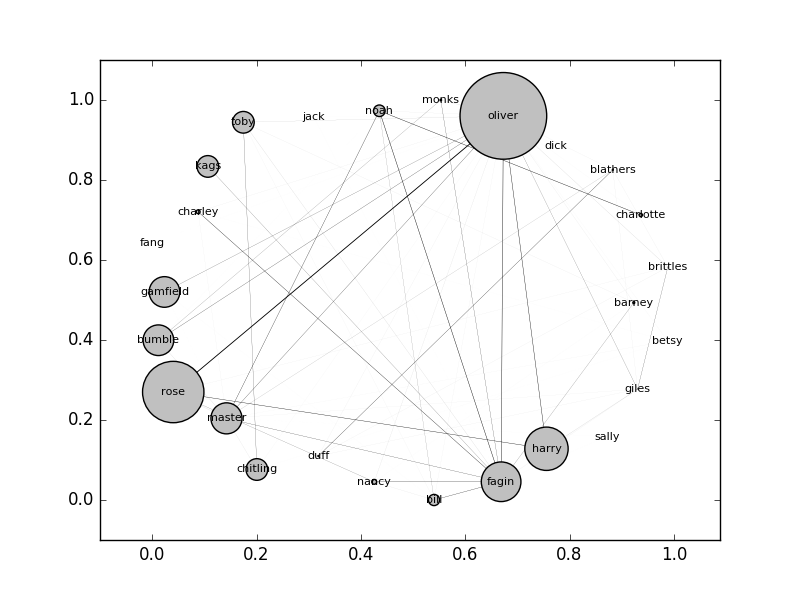 1.0
0.8
0.6
0.4
0.2
0.0
monks
noah
oliver
jack
toby
dick
kags
blathers
charley
charlotte
fang
brittles
gamfield
barney
bumble
betsy
rose
giles
master
sally
harry
duff
chitling
nancy
fagin
bill
0.0 0.2 0.4 0.6 0.8 1.0